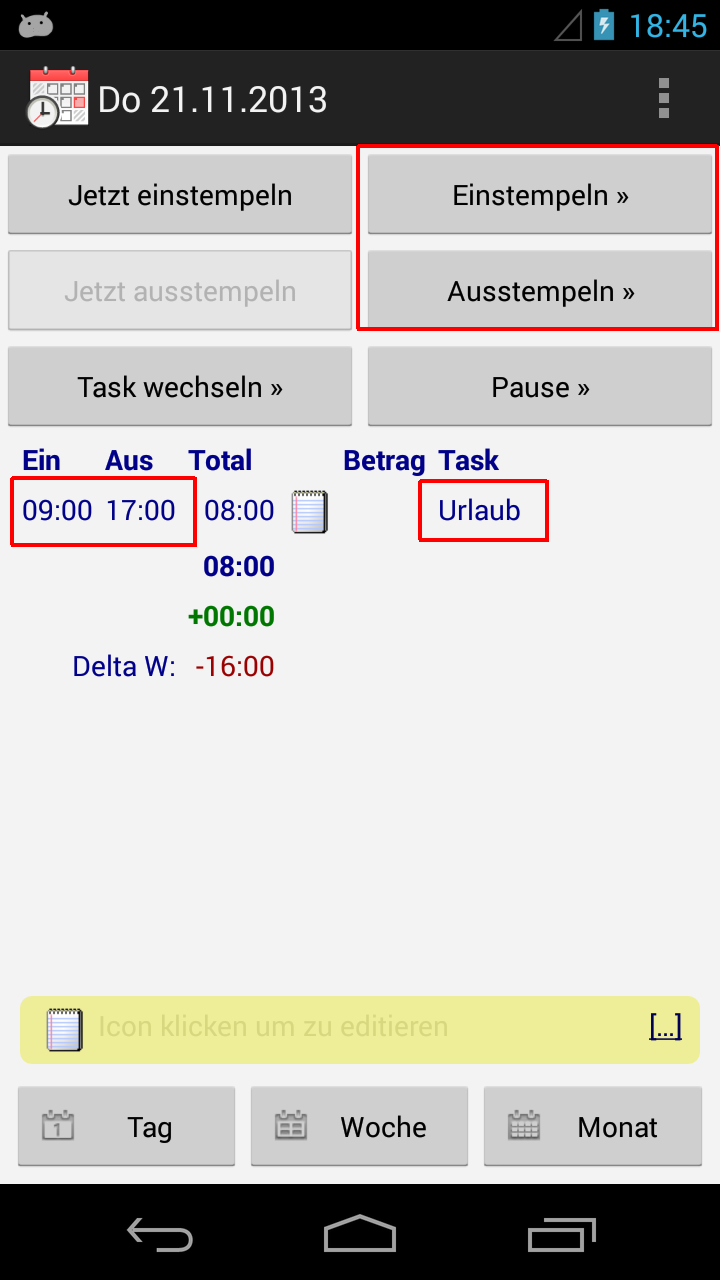 18:45
Do 21.11.2013
Jetzt einstempeln
Einstempeln »
Jetzt ausstempeln
Ausstempeln »
Task wechseln »
Pause »
Ein Aus Total Betrag Task
09:00 17:00 08:00 Urlaub
08:00
+00:00
Delta W: -16:00
Icon klicken um zu editieren [...]
1 Tag
Woche
Monat